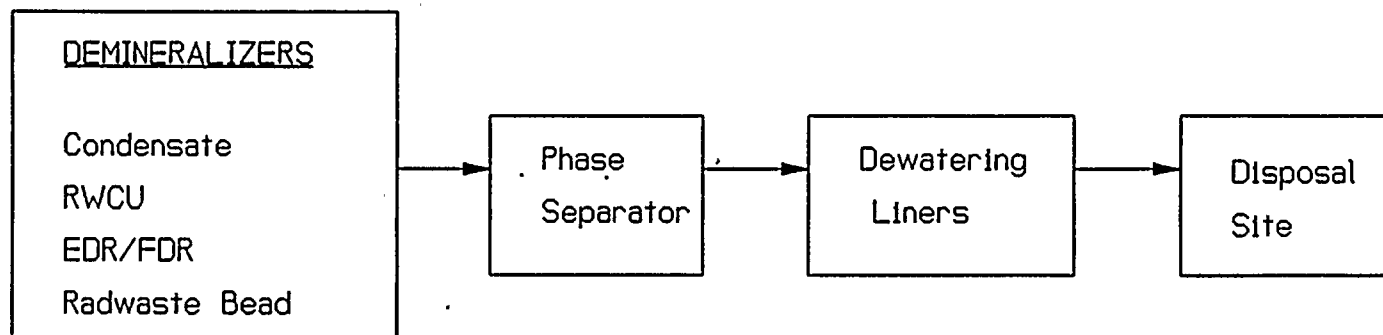 DEMINERALIZERS
Condensate
RWCU
EDR/FDR
Radwaste Bead
Phase
Separator
Dewatering
Liners
Disposal
Site